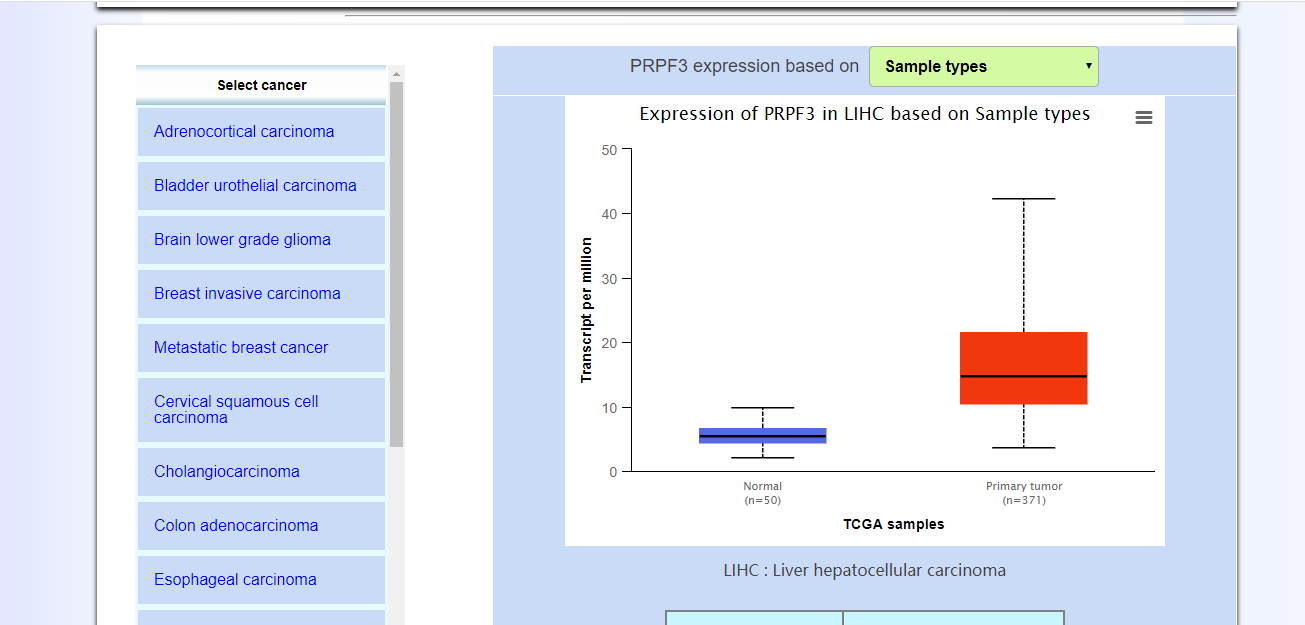 Select cancer
Adrenocortical carcinoma
Bladder urothelial carcinoma
Brain lower grade glioma
Breast invasive carcinoma
Metastatic breast cancer
Cervical squamous cell
carcinoma
Cholangiocarcinoma
Colon adenocarcinoma
Esophageal carcinoma
PRPF3 expression based on
Sample types
Expression of PRPF3 in LIHC based on Sample types
Transcript per million
50
40
30
20
10
0
Normal
(n=50)
Primary tumor
(n=371)
TCGA samples
LIHC : Liver hepatocellular carcinoma